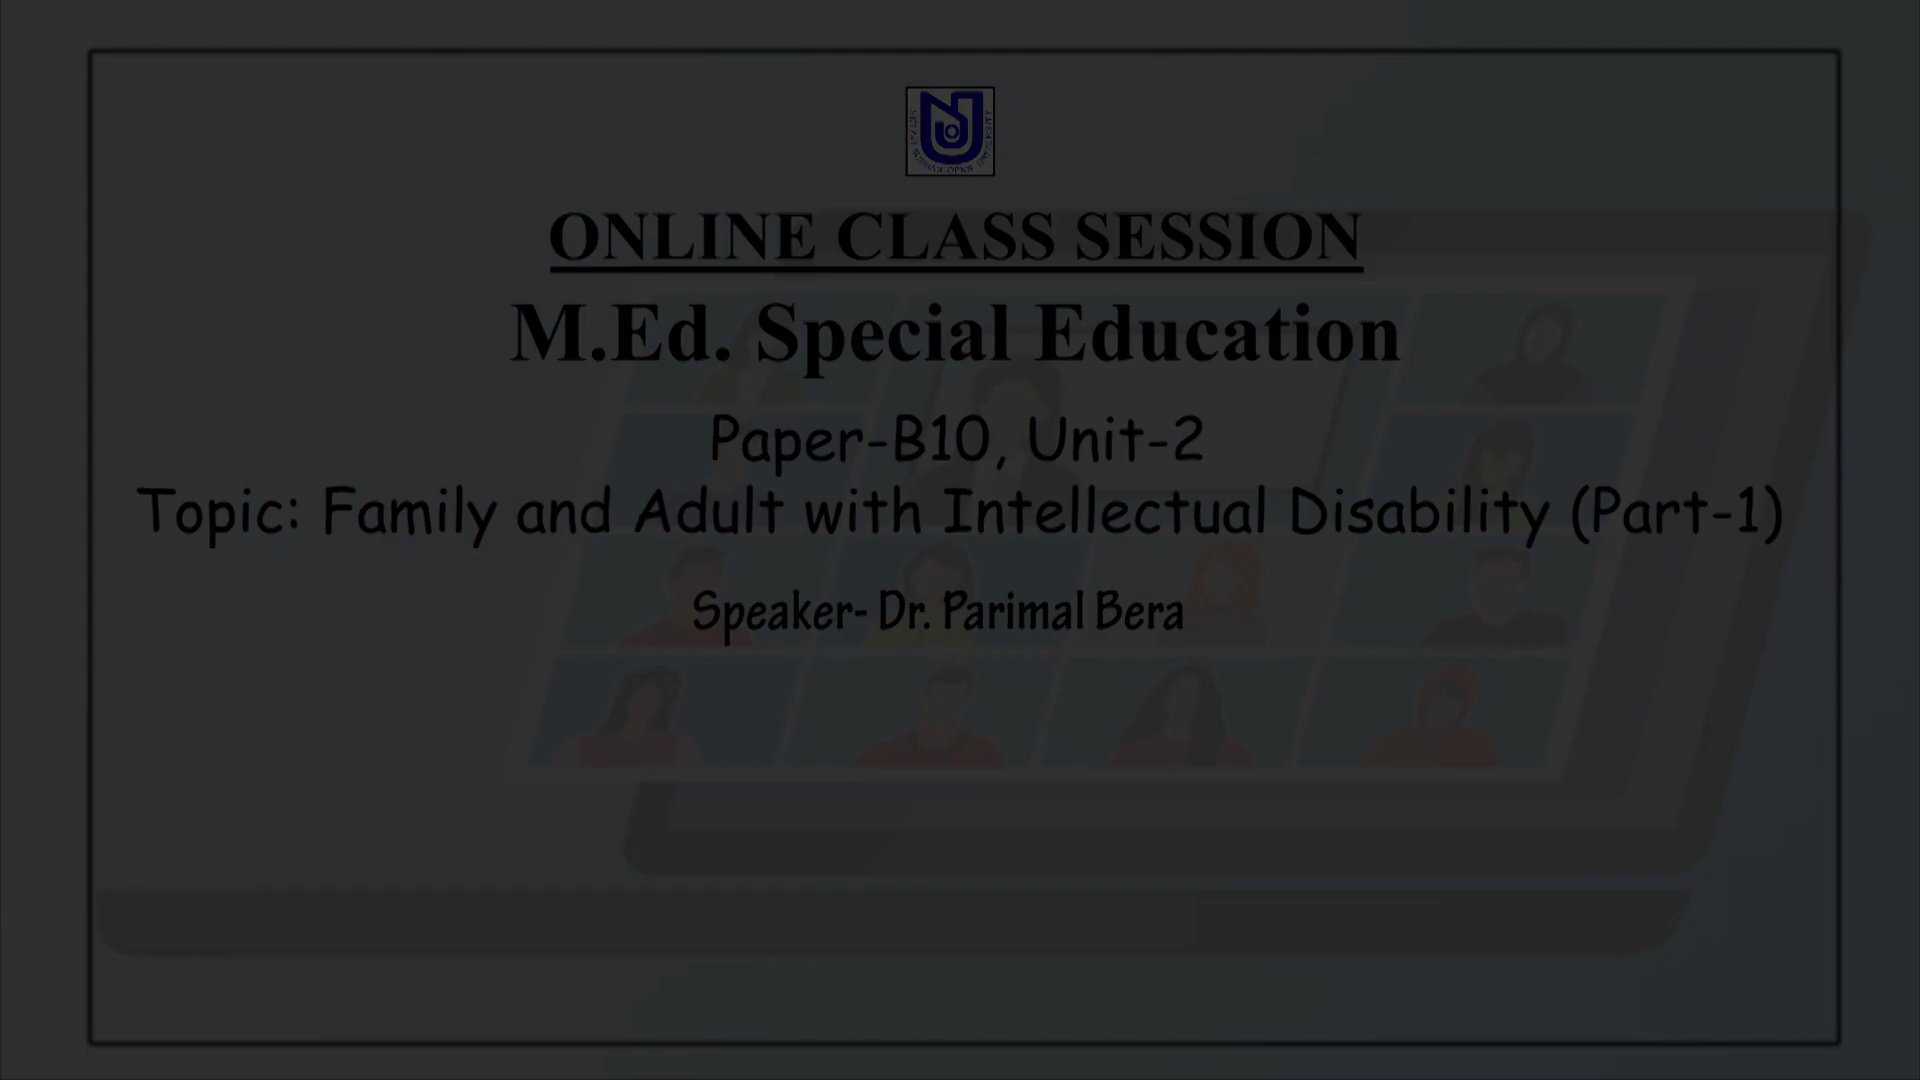 ONLINE CLASS SESSION
M.Ed. Special Education
Paper-B10, Unit-2
Topic: Family and Adult with Intellectual Disability (Part-1)
Speaker- Dr. Parimal Bera